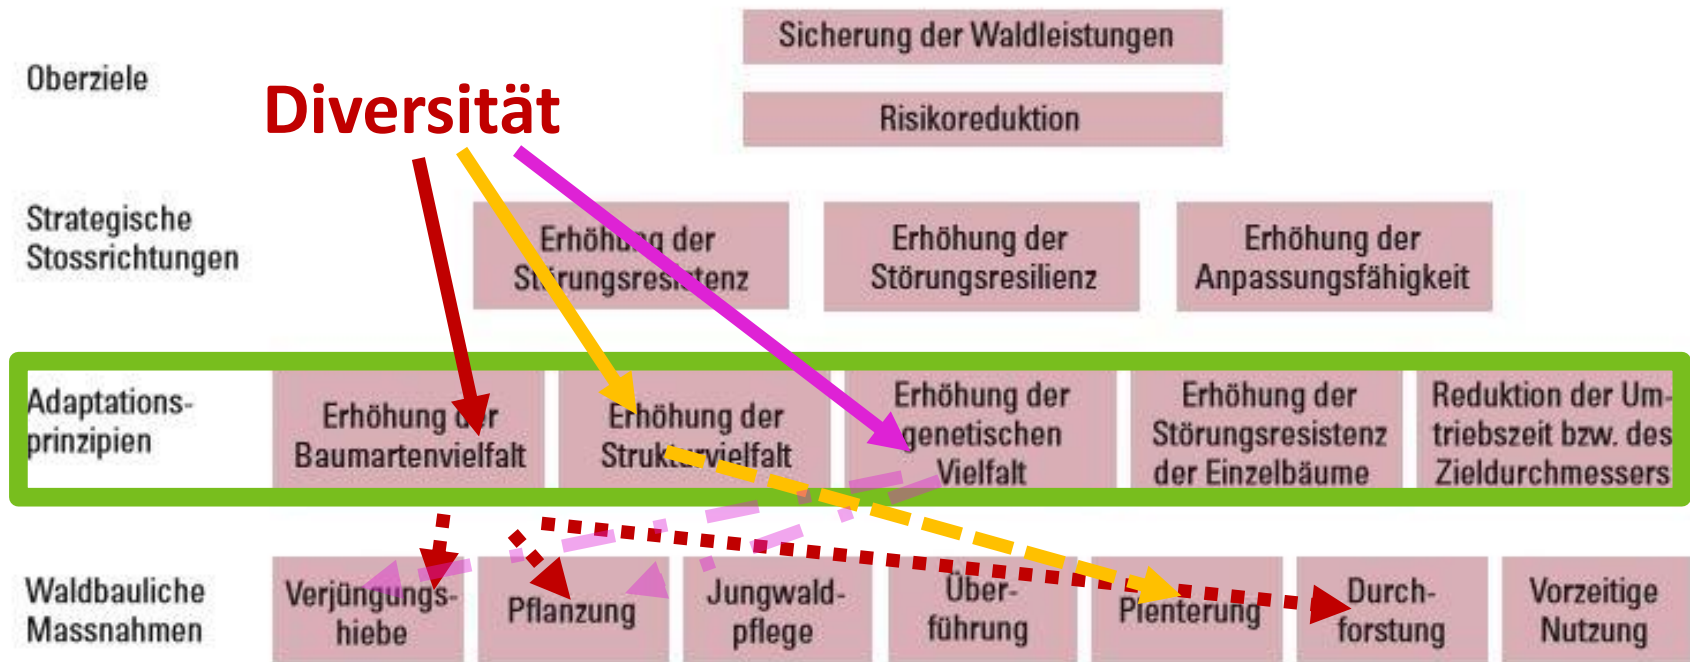 Oberziele
Sicherung der Waldleistungen
Risikoreduktion
Diversität
Strategische
Stossrichtungen
Erhöhung der
Störungsresistenz
Erhöhung der
Störungsresilienz
Erhöhung der
Anpassungsfähigkeit
Adaptations-
prinzipien
Erhöhung der
Baumartenvielfalt
Erhöhung der
Strukturvielfalt
Erhöhung der
genetischen
Vielfalt
Erhöhung der
Störungsresistenz
der Einzelbäume
Reduktion der Um-
triebszeit bzw. des
Zieldurchmessers
Waldbauliche
Massnahmen
Verjüngungs-
hiebe
Pflanzung
Jungwald-
pflege
Über-
führung
Plenterung
Durch-
forstung
Vorzeitige
Nutzung